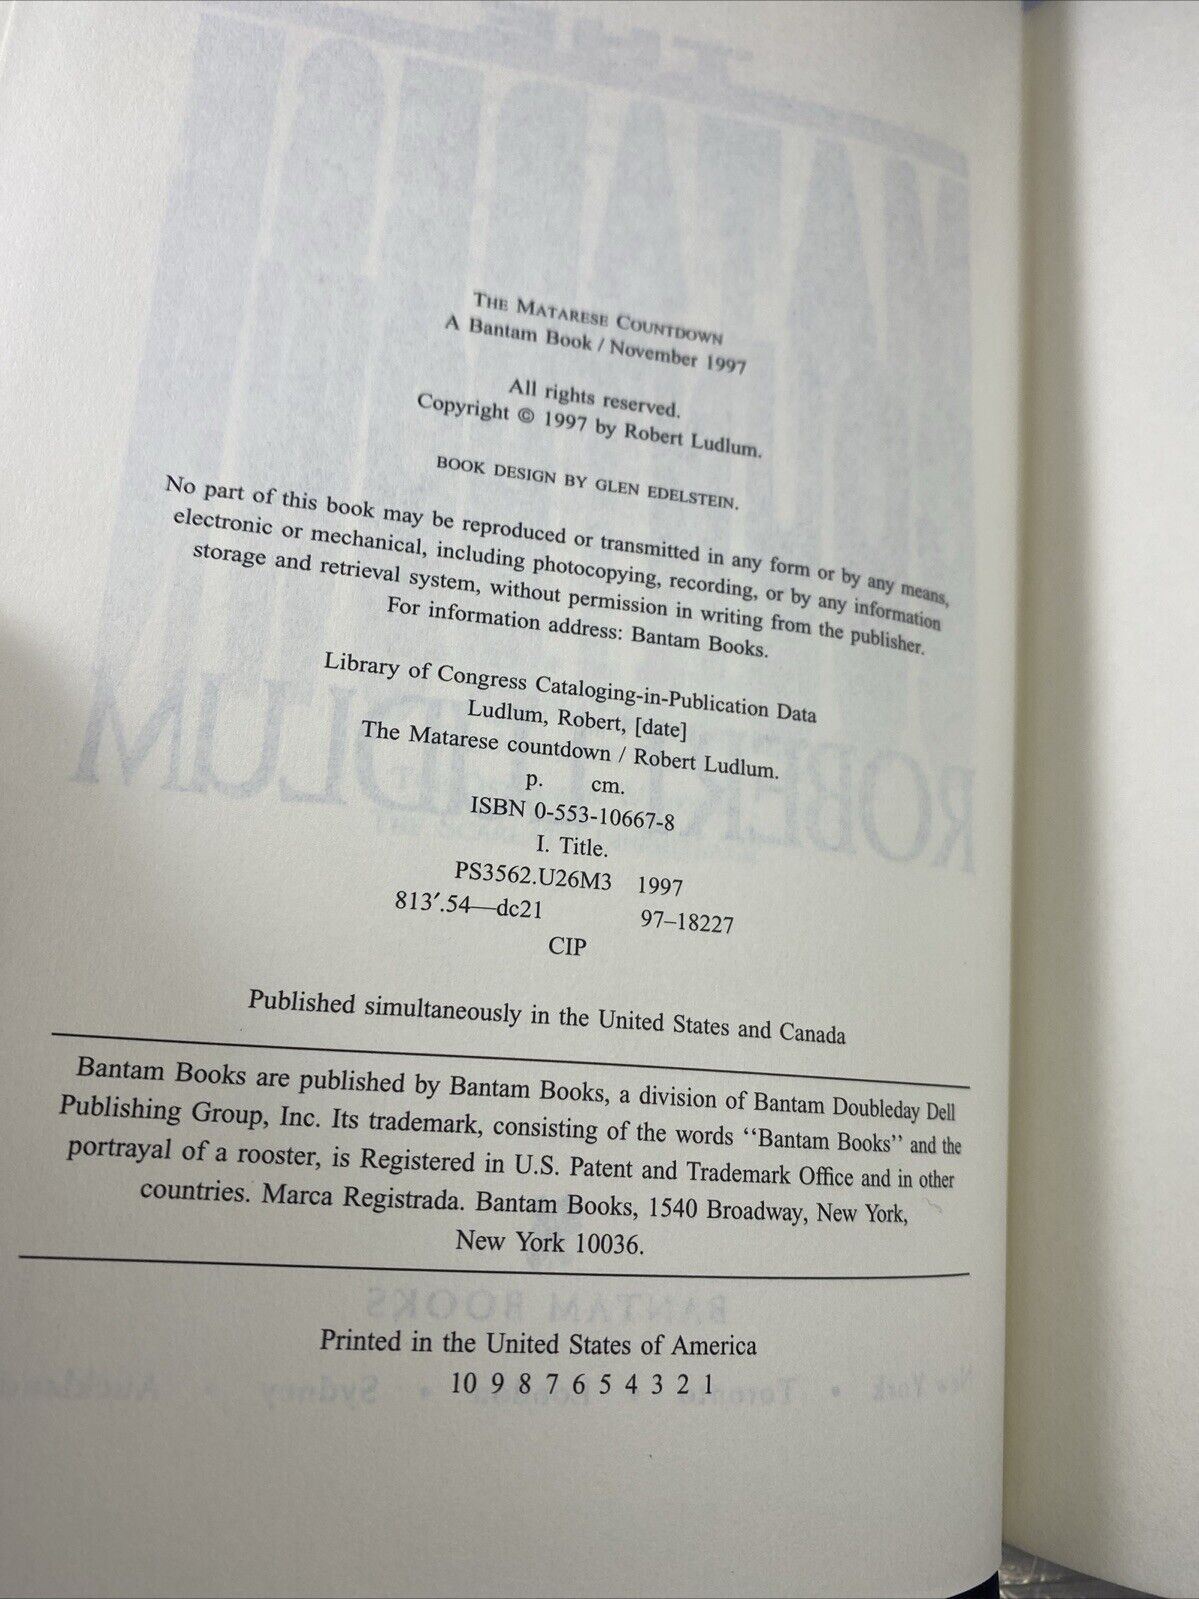 THE MATARESE COUNTDOWN
A Bantam Book / November 1997
All rights reserved.
Copyright © 1997 by Robert Ludlum.
BOOK DESIGN BY GLEN EDELSTEIN.
No part of this book may be reproduced or transmitted in any form or by any means,
electronic or mechanical, including photocopying, recording, or by any information
storage and retrieval system, without permission in writing from the publisher.
For information address: Bantam Books.
Library of Congress Cataloging-in-Publication Data
Ludlum, Robert, [date]
The Matarese countdown / Robert Ludlum.
p. cm.
ISBN 0-553-10667-8
I. Title.
PS3562.U26M3 1997
813′.54—dc21 97–18227
CIP
Published simultaneously in the United States and Canada
Bantam Books are published by Bantam Books, a division of Bantam Doubleday Dell
Publishing Group, Inc. Its trademark, consisting of the words “Bantam Books” and the
portrayal of a rooster, is Registered in U.S. Patent and Trademark Office and in other
countries. Marca Registrada. Bantam Books, 1540 Broadway, New York,
New York 10036.
BANTAM BOOKS
Printed in the United States of America
10 9 8 7 6 5 4 3 2 1